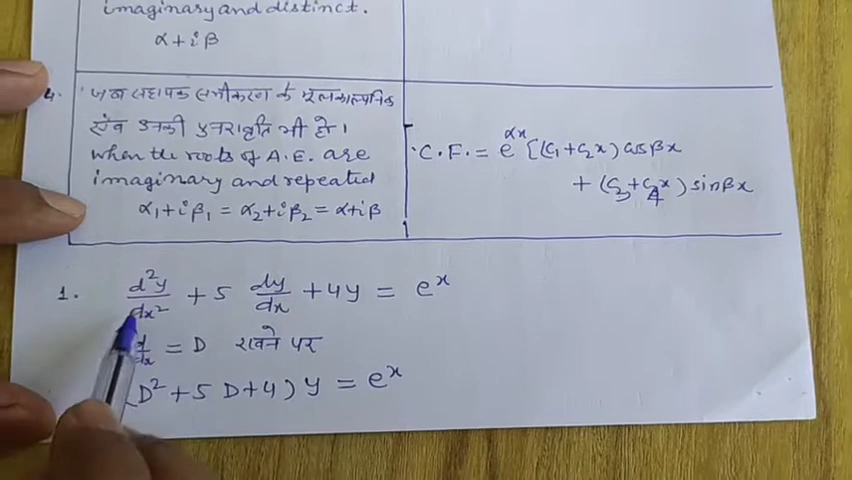 imaginary and distinct.
α+iβ
4. जब सहायक समीकरण के मूल काल्पनिक
एंव उनकी पुनरावृति भी हो।
when the roots of A.E. are
imaginary and repeated
α₁+iβ₁ = α₂+iβ₂ = α+iβ
C.F. = e^αx [(c₁+c₂x) cosβx
+ (c₃+c₄x) sinβx
1. d²y/dx² + 5 dy/dx + 4y = e^x
d/dx = D रखने पर
(D² + 5D+4) y = e^x